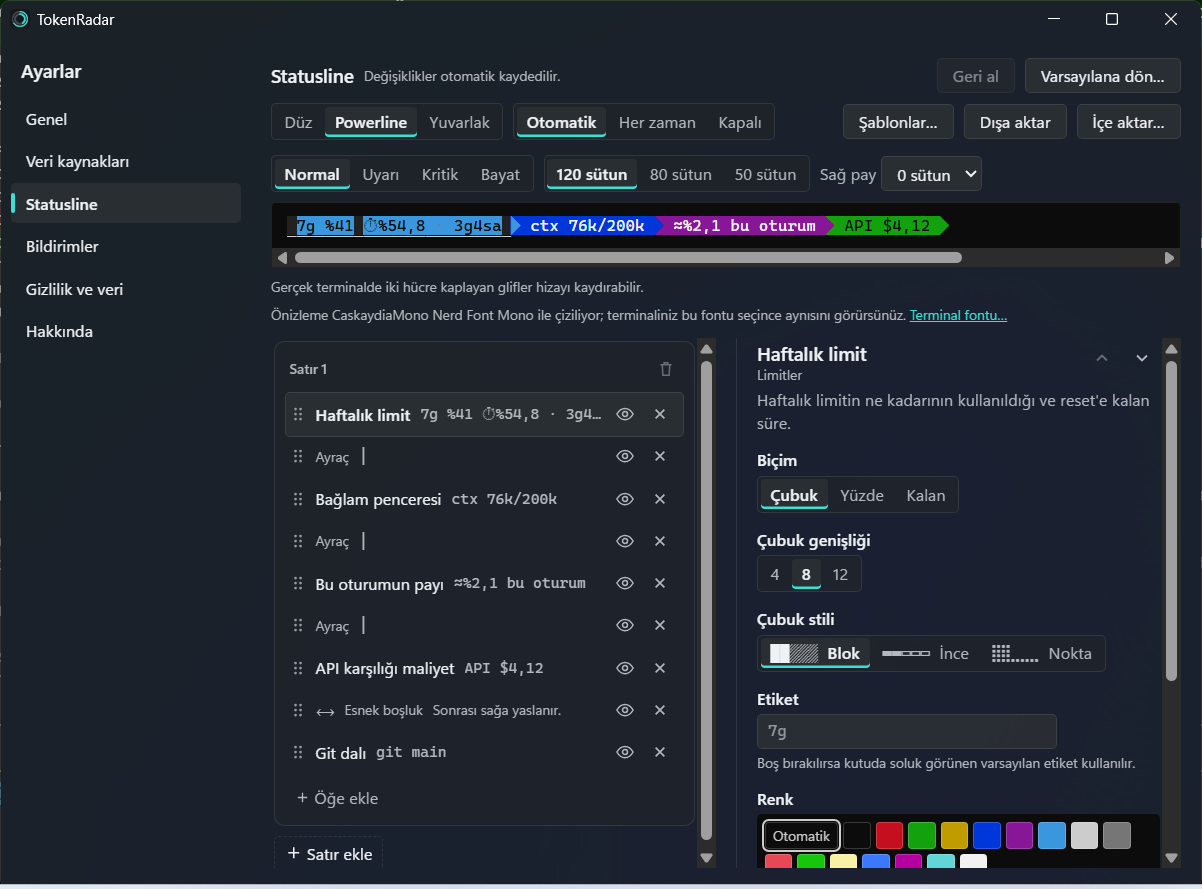 TokenRadar
Ayarlar
Genel
Veri kaynakları
Statusline
Bildirimler
Gizlilik ve veri
Hakkında
Statusline Değişiklikler otomatik kaydedilir.
Geri al Varsayılana dön...
Düz Powerline Yuvarlak Otomatik Her zaman Kapalı Şablonlar... Dışa aktar İçe aktar...
Normal Uyarı Kritik Bayat 120 sütun 80 sütun 50 sütun Sağ pay 0 sütun
7g %41 ⏱%54,8 · 3g4sa ctx 76k/200k ≈%2,1 bu oturum API $4,12
Gerçek terminalde iki hücre kaplayan glifler hizayı kaydırabilir.
Önizleme CaskaydiaMono Nerd Font Mono ile çiziliyor; terminaliniz bu fontu seçince aynısını görürsünüz. Terminal fontu...
Satır 1
Haftalık limit 7g %41 ⏱%54,8 · 3g4...
Ayraç |
Bağlam penceresi ctx 76k/200k
Ayraç |
Bu oturumun payı ≈%2,1 bu oturum
Ayraç |
API karşılığı maliyet API $4,12
↔ Esnek boşluk Sonrası sağa yaslanır.
Git dalı git main
+ Öğe ekle
+ Satır ekle
Haftalık limit
Limitler
Haftalık limitin ne kadarının kullanıldığı ve reset'e kalan
süre.
Biçim
Çubuk Yüzde Kalan
Çubuk genişliği
4 8 12
Çubuk stili
Blok İnce Nokta
Etiket
7g
Boş bırakılırsa kutuda soluk görünen varsayılan etiket kullanılır.
Renk
Otomatik